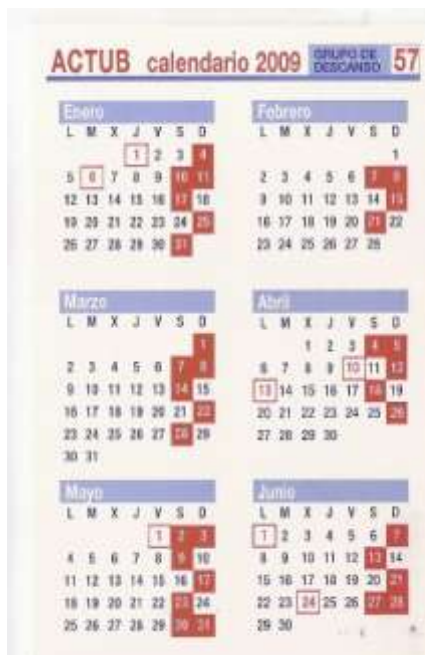 ACTUB calendario 2009 GRUPO DE DESCANSO 57
Enero
L M X J V S D
1 2 3 4
5 6 7 8 9 10 11
12 13 14 15 16 17 18
19 20 21 22 23 24 25
26 27 28 29 30 31
Febrero
L M X J V S D
1
2 3 4 5 6 7 8
9 10 11 12 13 14 15
16 17 18 19 20 21 22
23 24 25 26 27 28
Marzo
L M X J V S D
1
2 3 4 5 6 7 8
9 10 11 12 13 14 15
16 17 18 19 20 21 22
23 24 25 26 27 28 29
30 31
Abril
L M X J V S D
1 2 3 4 5
6 7 8 9 10 11 12
13 14 15 16 17 18 19
20 21 22 23 24 25 26
27 28 29 30
Mayo
L M X J V S D
1 2 3
4 5 6 7 8 9 10
11 12 13 14 15 16 17
18 19 20 21 22 23 24
25 26 27 28 29 30 31
Junio
L M X J V S D
1 2 3 4 5 6 7
8 9 10 11 12 13 14
15 16 17 18 19 20 21
22 23 24 25 26 27 28
29 30